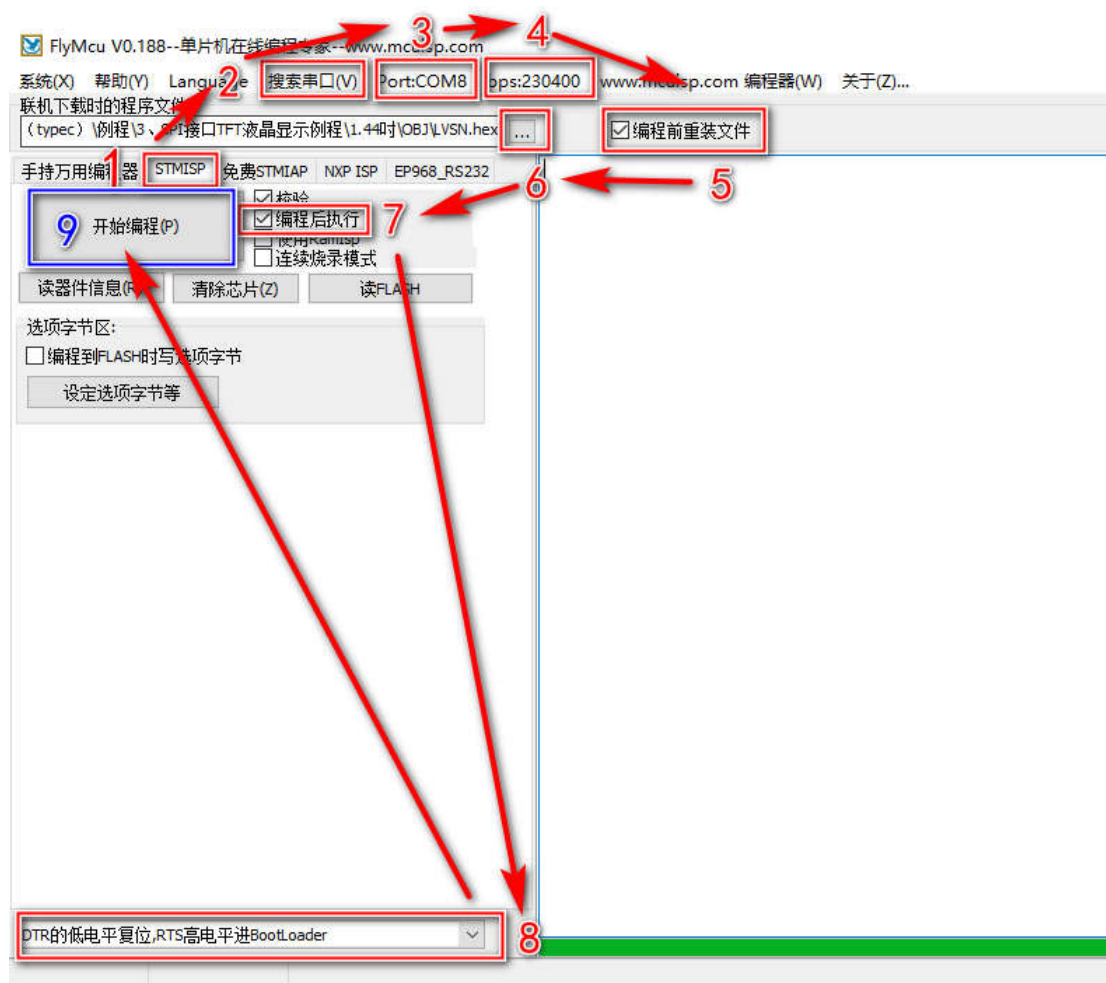 3 4
FlyMcu V0.188--单片机在线编程专家--www.mcuisp.com
系统(X) 帮助(Y) Language 搜索串口(V) Port:COM8 bps:230400 www.mcuisp.com 编程器(W) 关于(Z)...
2
联机下载时的程序文件
(typec) \例程\3、SPI接口TFT液晶显示例程\1.44吋\OBJ\LVSN.hex ... 编程前重装文件
1
手持万用编程器 STMISP 免费STMIAP NXP ISP EP968_RS232
6 5
校验
9 开始编程(P) 编程后执行 7
使用RamIsp
连续烧录模式
读器件信息(R) 清除芯片(Z) 读FLASH
选项字节区:
编程到FLASH时写选项字节
设定选项字节等
DTR的低电平复位,RTS高电平进BootLoader 8